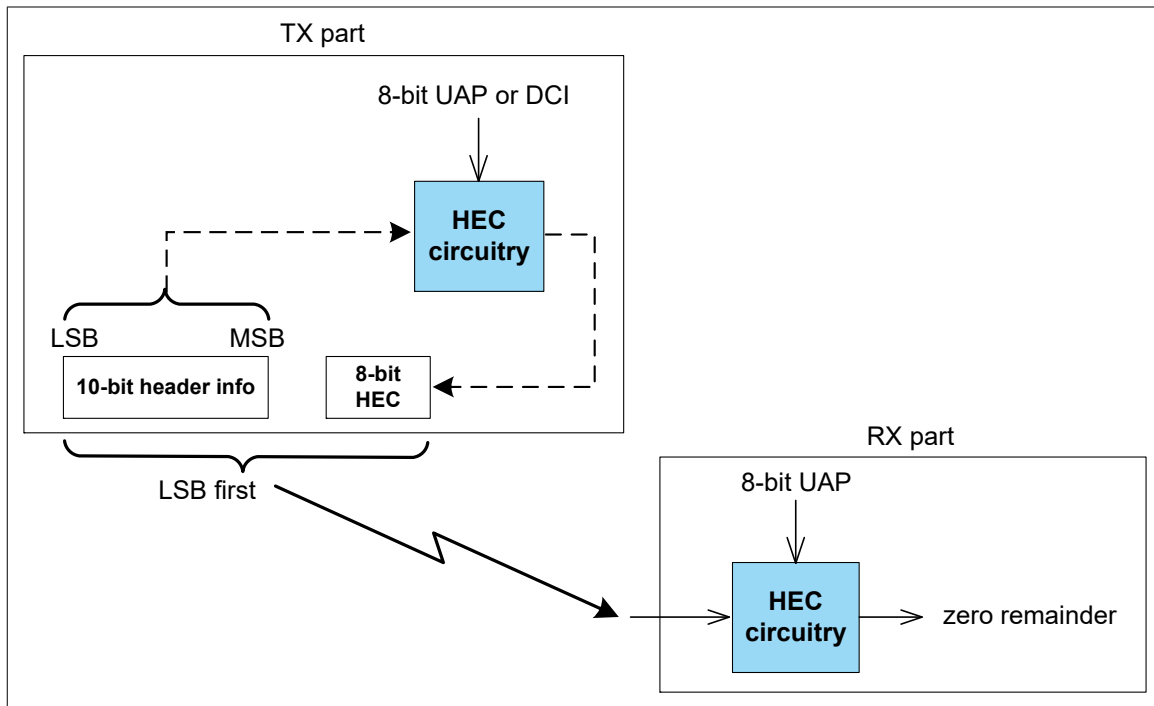 TX part
8-bit UAP or DCI
HEC
circuitry
LSB
MSB
10-bit header info
8-bit
HEC
LSB first
RX part
8-bit UAP
HEC
circuitry
zero remainder